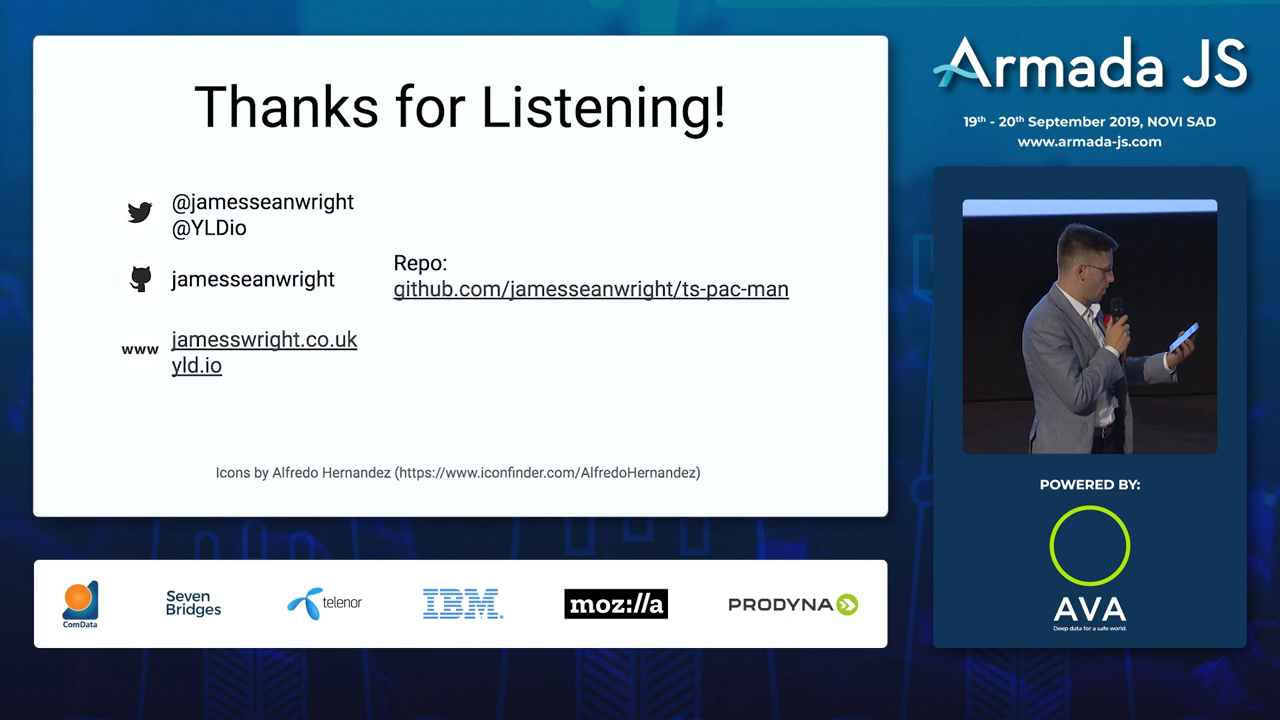 Thanks for Listening!
@jamesseanwright
@YLDio
jamesseanwright
Repo:
github.com/jamesseanwright/ts-pac-man
www
jamesswright.co.uk
yld.io
Icons by Alfredo Hernandez (https://www.iconfinder.com/AlfredoHernandez)
Armada JS
19th - 20th September 2019, NOVI SAD
www.armada-js.com
POWERED BY:
AVA
Deep data for a safe world.
ComData
Seven
Bridges
telenor
IBM
moz://a
PRODYNA